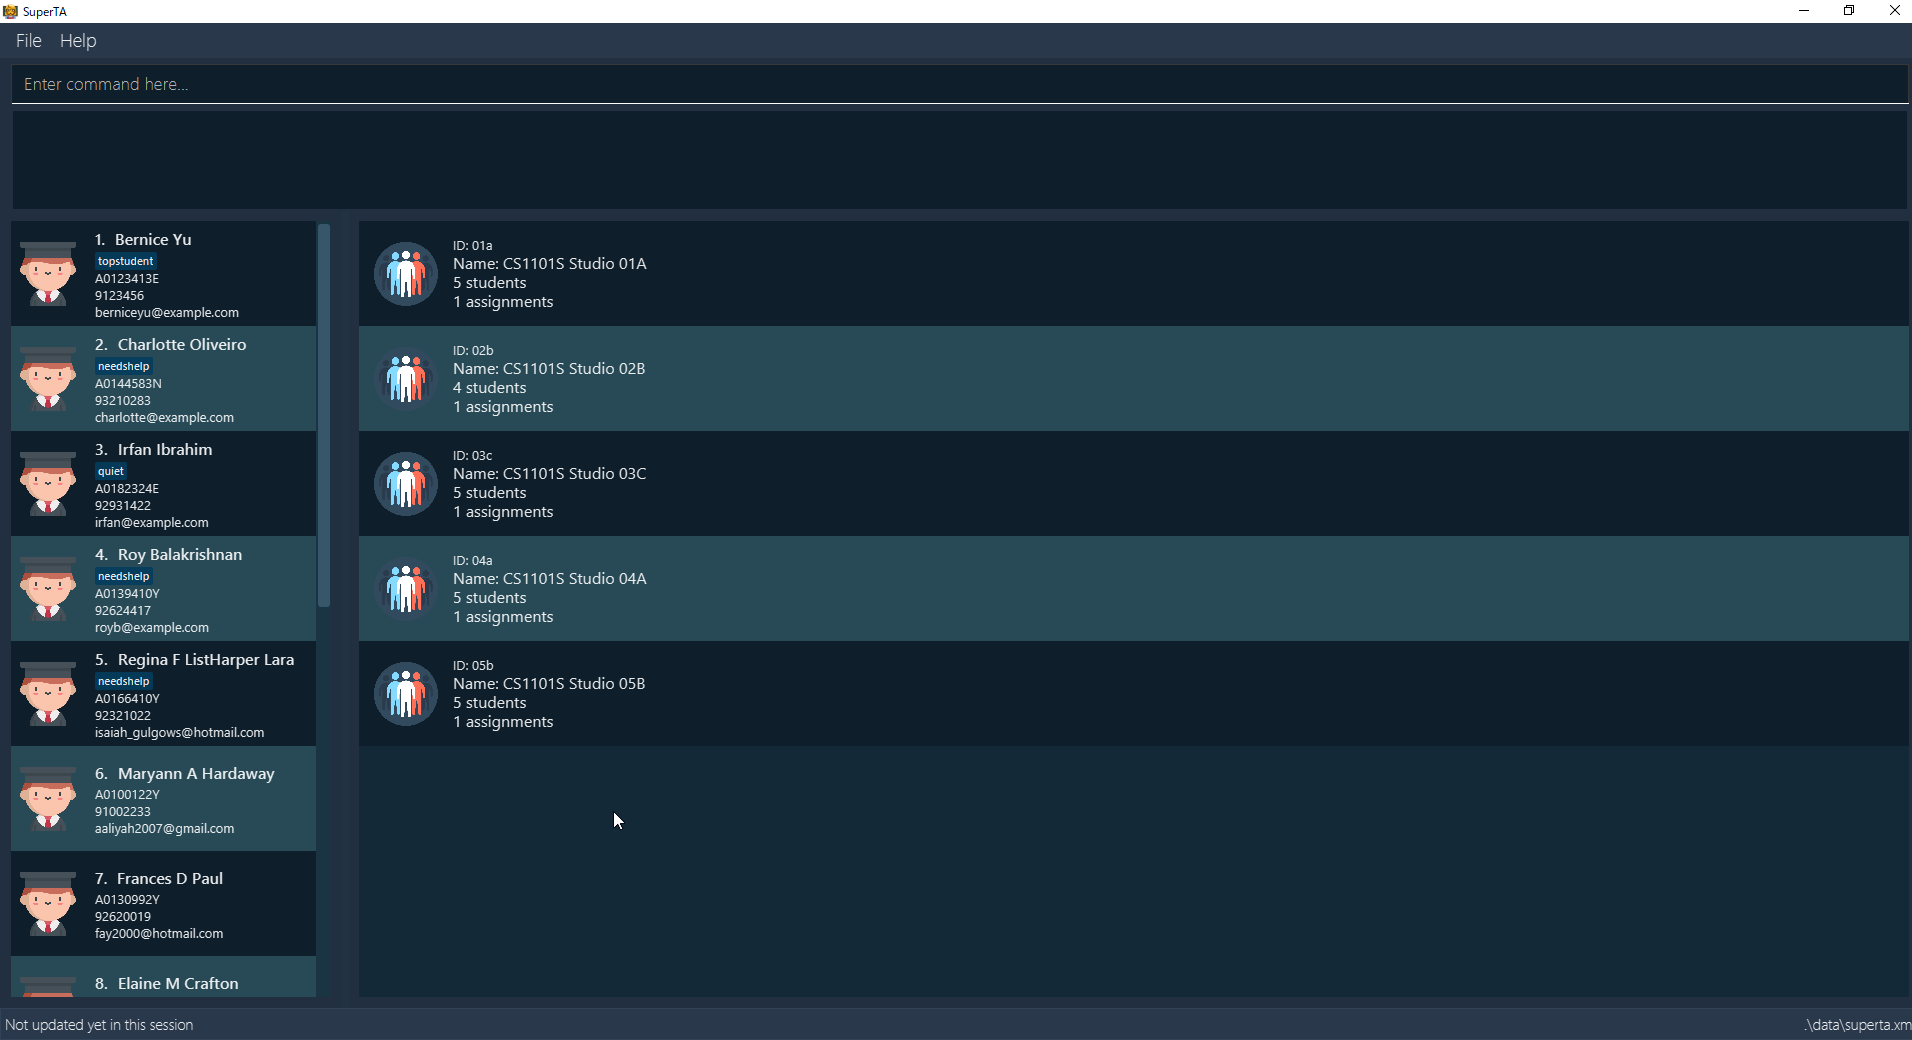 SuperTA
File Help
Enter command here...
1. Bernice Yu
topstudent
A0123413E
9123456
berniceyu@example.com
2. Charlotte Oliveiro
needshelp
A0144583N
93210283
charlotte@example.com
3. Irfan Ibrahim
quiet
A0182324E
92931422
irfan@example.com
4. Roy Balakrishnan
needshelp
A0139410Y
92624417
royb@example.com
5. Regina F ListHarper Lara
needshelp
A0166410Y
92321022
isaiah_gulgows@hotmail.com
6. Maryann A Hardaway
A0100122Y
91002233
aaliyah2007@gmail.com
7. Frances D Paul
A0130992Y
92620019
fay2000@hotmail.com
8. Elaine M Crafton
ID: 01a
Name: CS1101S Studio 01A
5 students
1 assignments
ID: 02b
Name: CS1101S Studio 02B
4 students
1 assignments
ID: 03c
Name: CS1101S Studio 03C
5 students
1 assignments
ID: 04a
Name: CS1101S Studio 04A
5 students
1 assignments
ID: 05b
Name: CS1101S Studio 05B
5 students
1 assignments
Not updated yet in this session
.\data\superta.xm